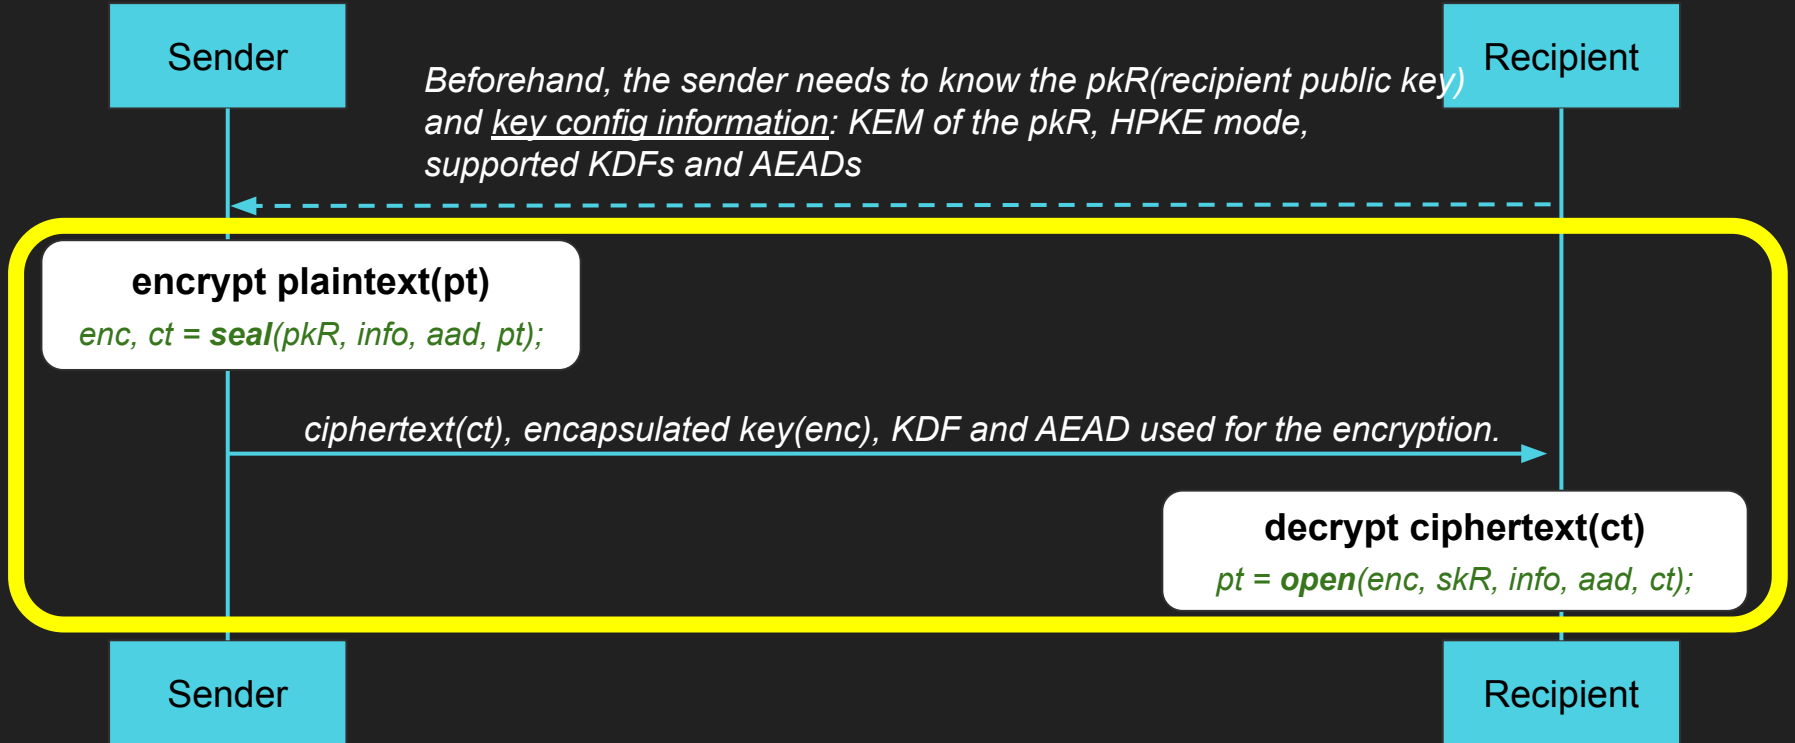 Sender
Recipient
Beforehand, the sender needs to know the pkR(recipient public key)
and key config information: KEM of the pkR, HPKE mode,
supported KDFs and AEADs
encrypt plaintext(pt)
enc, ct = seal(pkR, info, aad, pt);
ciphertext(ct), encapsulated key(enc), KDF and AEAD used for the encryption.
decrypt ciphertext(ct)
pt = open(enc, skR, info, aad, ct);
Sender
Recipient